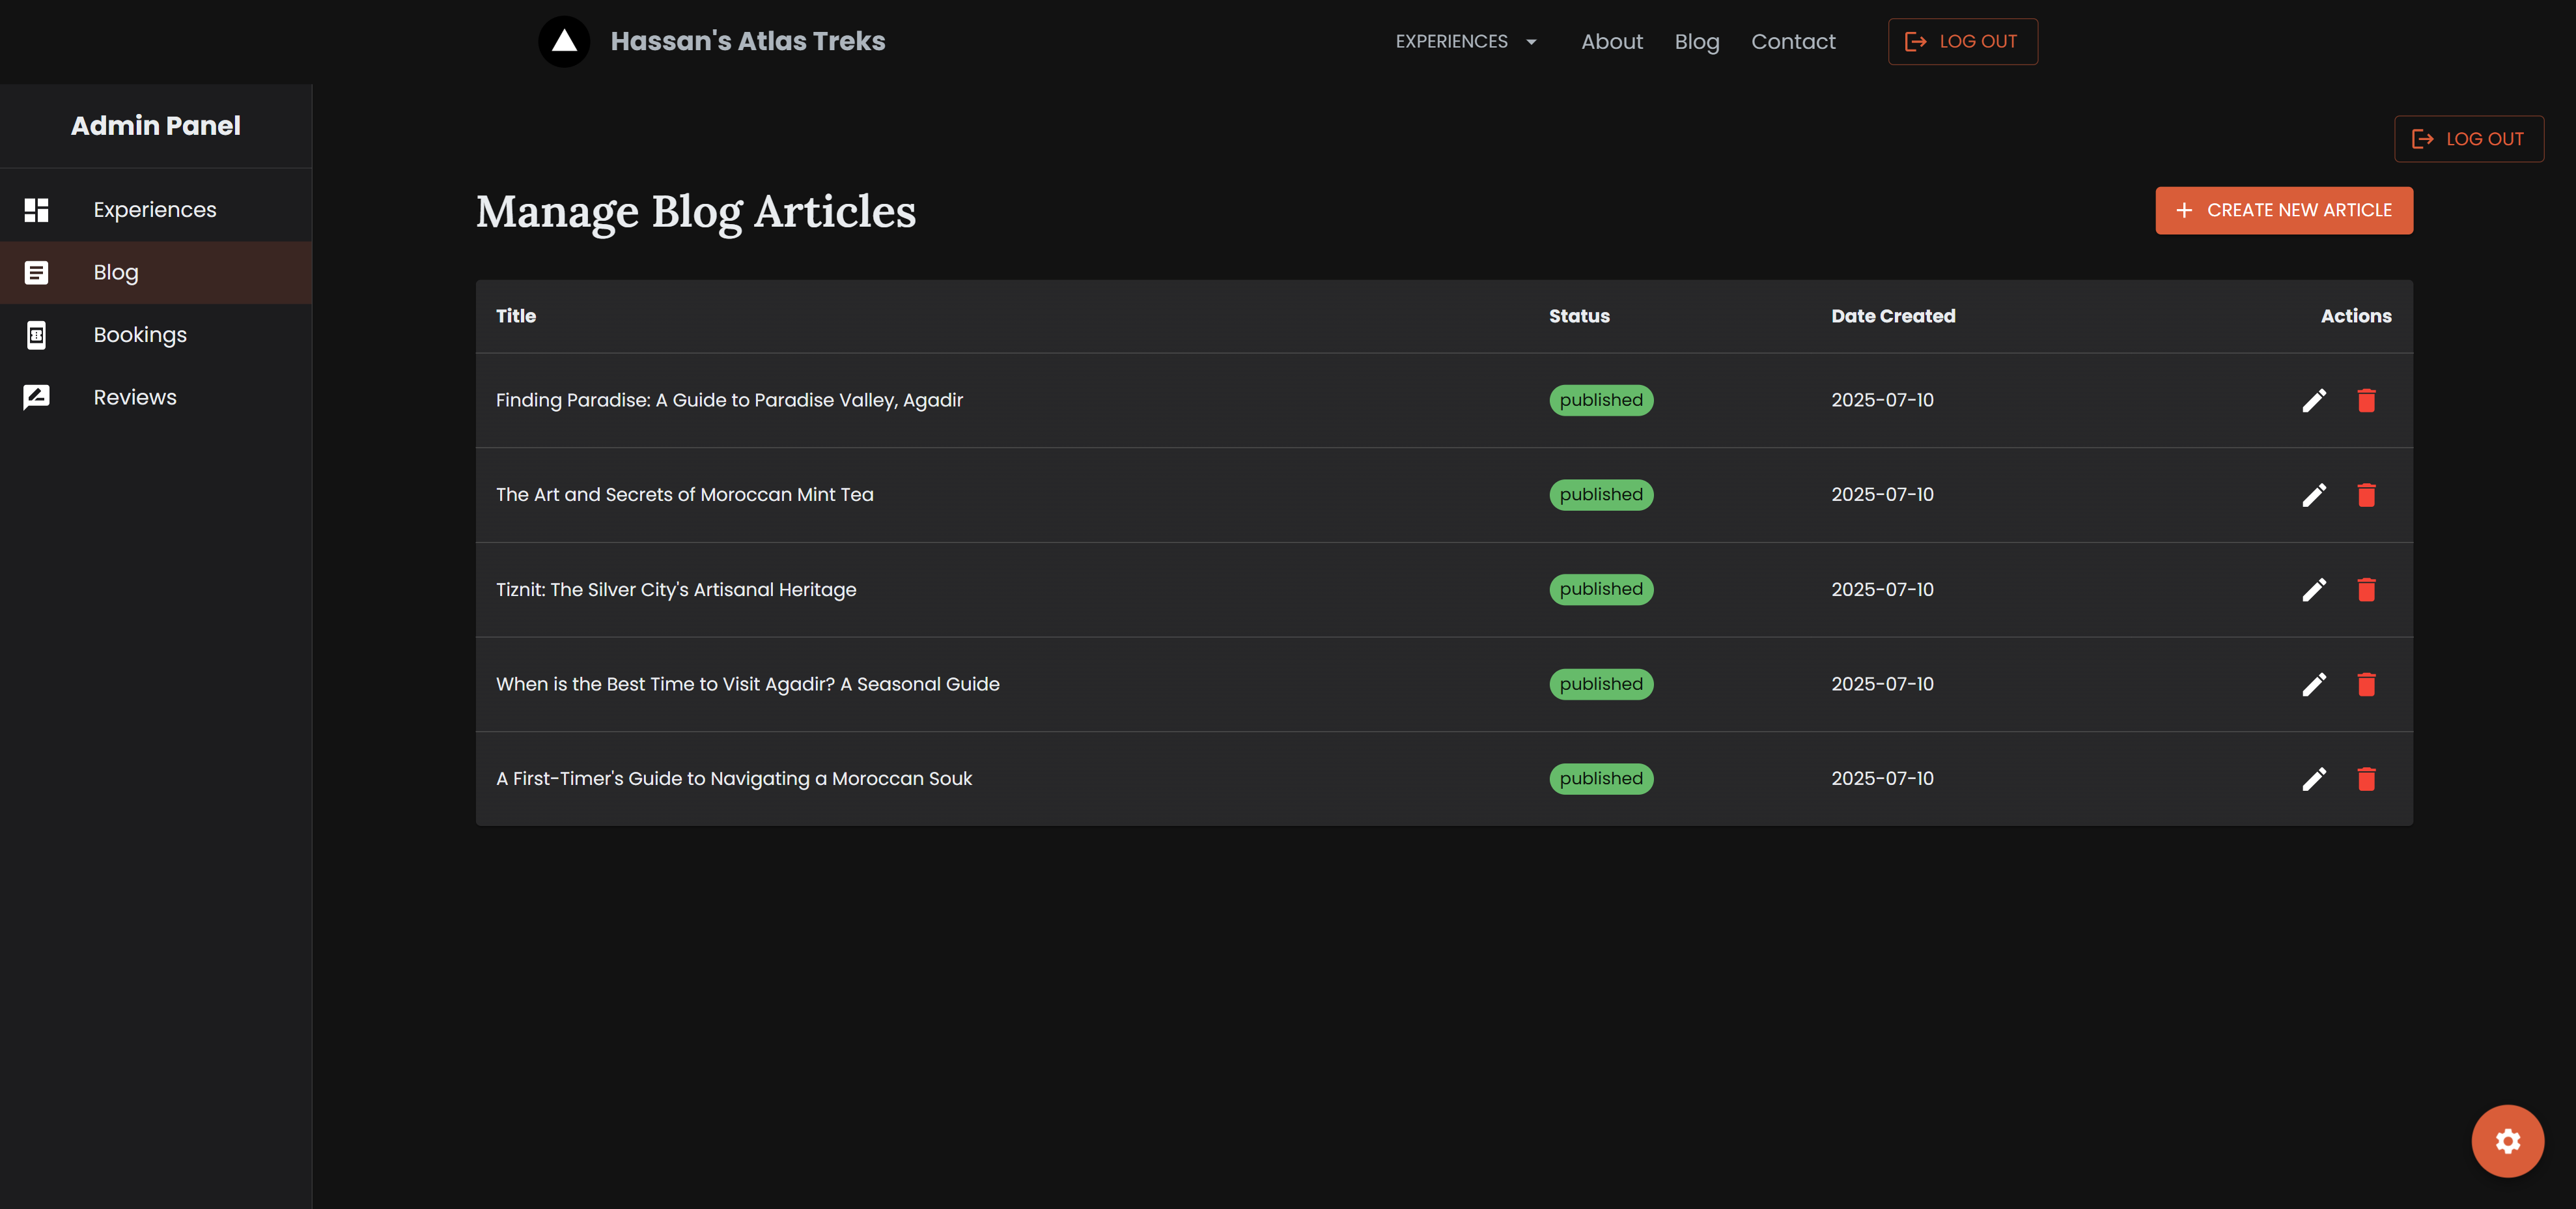 Hassan's Atlas Treks
EXPERIENCES
About
Blog
Contact
LOG OUT
Admin Panel
Experiences
Blog
Bookings
Reviews
LOG OUT
Manage Blog Articles
CREATE NEW ARTICLE
Title Status Date Created Actions
Finding Paradise: A Guide to Paradise Valley, Agadir published 2025-07-10
The Art and Secrets of Moroccan Mint Tea published 2025-07-10
Tiznit: The Silver City's Artisanal Heritage published 2025-07-10
When is the Best Time to Visit Agadir? A Seasonal Guide published 2025-07-10
A First-Timer's Guide to Navigating a Moroccan Souk published 2025-07-10